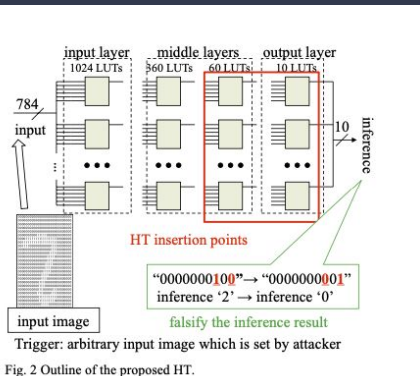 input layer middle layers output layer
1024 LUTs 360 LUTs 60 LUTs 10 LUTs
784
input
10
inference
HT insertion points
“0000000100”→ “0000000001”
inference ‘2’ → inference ‘0’
input image
falsify the inference result
Trigger: arbitrary input image which is set by attacker
Fig. 2 Outline of the proposed HT.